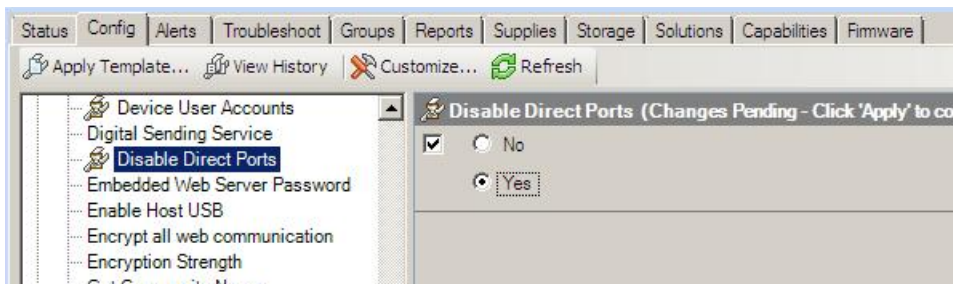 Status Config Alerts Troubleshoot Groups Reports Supplies Storage Solutions Capabilities Firmware
Apply Template... View History Customize... Refresh
Device User Accounts
Digital Sending Service
Disable Direct Ports
Embedded Web Server Password
Enable Host USB
Encrypt all web communication
Encryption Strength
Disable Direct Ports (Changes Pending - Click 'Apply' to co
No
Yes